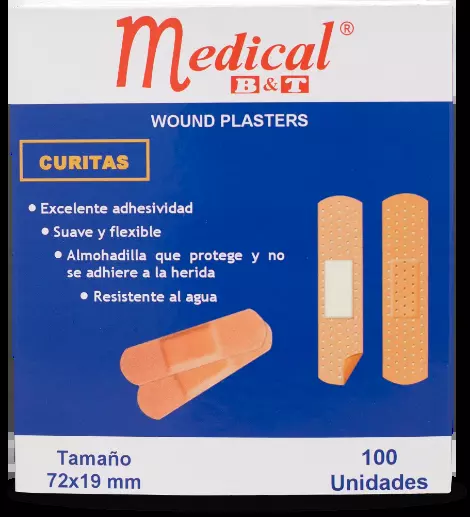 Medical®
B&T
WOUND PLASTERS
CURITAS
• Excelente adhesividad
• Suave y flexible
• Almohadilla que protege y no
se adhiere a la herida
• Resistente al agua
Tamaño
72x19 mm
100
Unidades